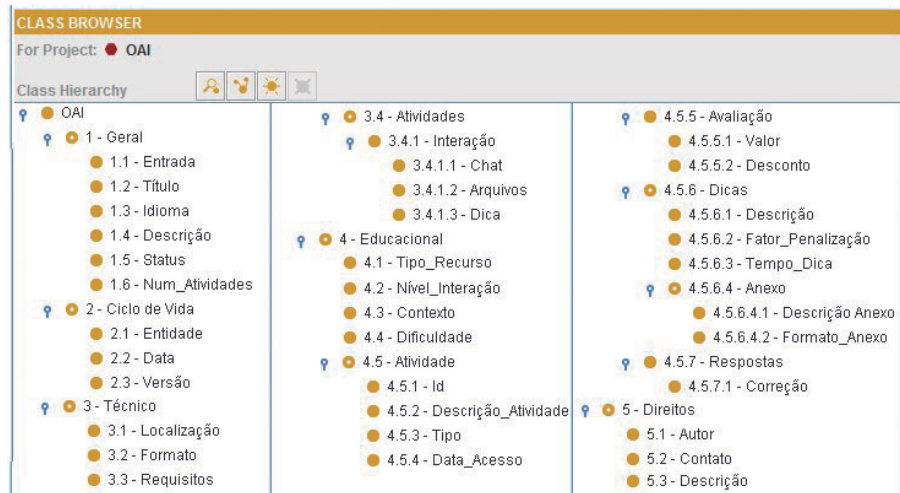 CLASS BROWSER
For Project: OAI
Class Hierarchy
OAI
1 - Geral
1.1 - Entrada
1.2 - Título
1.3 - Idioma
1.4 - Descrição
1.5 - Status
1.6 - Num_Atividades
2 - Ciclo de Vida
2.1 - Entidade
2.2 - Data
2.3 - Versão
3 - Técnico
3.1 - Localização
3.2 - Formato
3.3 - Requisitos
3.4 - Atividades
3.4.1 - Interação
3.4.1.1 - Chat
3.4.1.2 - Arquivos
3.4.1.3 - Dica
4 - Educacional
4.1 - Tipo_Recurso
4.2 - Nível_Interação
4.3 - Contexto
4.4 - Dificuldade
4.5 - Atividade
4.5.1 - Id
4.5.2 - Descrição_Atividade
4.5.3 - Tipo
4.5.4 - Data_Acesso
4.5.5 - Avaliação
4.5.5.1 - Valor
4.5.5.2 - Desconto
4.5.6 - Dicas
4.5.6.1 - Descrição
4.5.6.2 - Fator_Penalização
4.5.6.3 - Tempo_Dica
4.5.6.4 - Anexo
4.5.6.4.1 - Descrição Anexo
4.5.6.4.2 - Formato_Anexo
4.5.7 - Respostas
4.5.7.1 - Correção
5 - Direitos
5.1 - Autor
5.2 - Contato
5.3 - Descrição